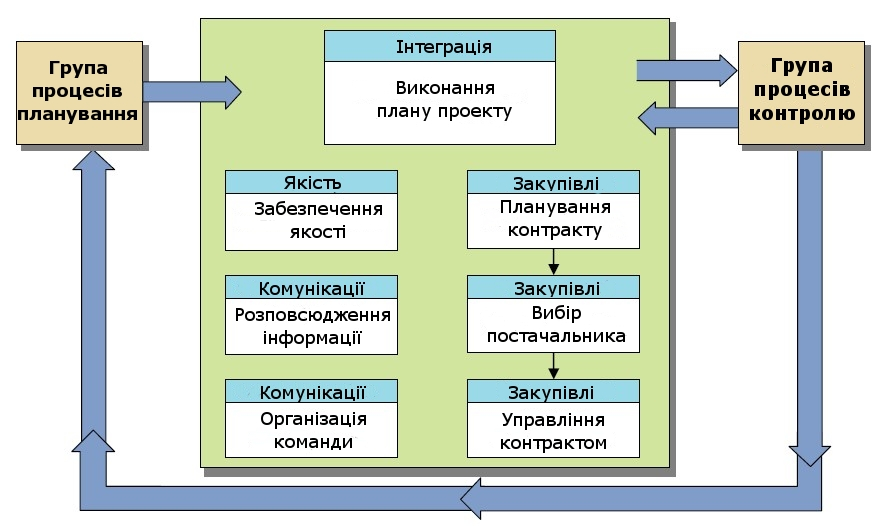 Група
процесів
планування
Інтеграція
Виконання
плану проекту
Група
процесів
контролю
Якість
Забезпечення
якості
Закупівлі
Планування
контракту
Комунікації
Розповсюдження
інформації
Закупівлі
Вибір
постачальника
Комунікації
Організація
команди
Закупівлі
Управління
контрактом